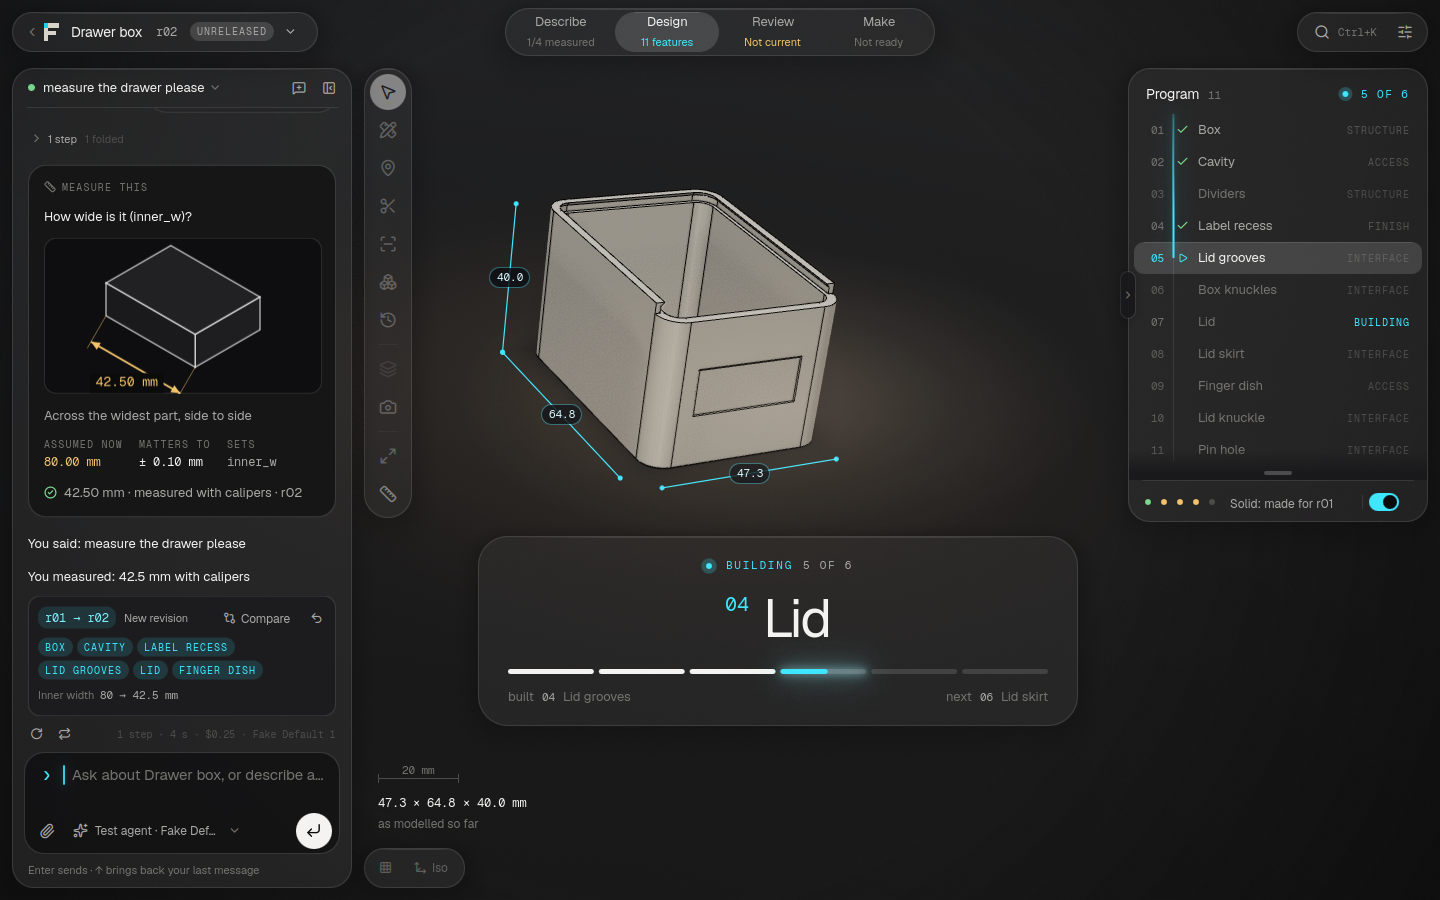 Drawer box r02 UNRELEASED
Describe
1/4 measured
Design
11 features
Review
Not current
Make
Not ready
Ctrl+K
measure the drawer please
1 step 1 folded
MEASURE THIS
How wide is it (inner_w)?
42.50 mm
Across the widest part, side to side
ASSUMED NOW MATTERS TO SETS
80.00 mm ± 0.10 mm inner_w
42.50 mm · measured with calipers · r02
You said: measure the drawer please
You measured: 42.5 mm with calipers
r01 → r02 New revision Compare
BOX CAVITY LABEL RECESS
LID GROOVES LID FINGER DISH
Inner width 80 → 42.5 mm
1 step · 4 s · $0.25 · Fake Default 1
Ask about Drawer box, or describe a...
Test agent · Fake Def...
Enter sends · ↑ brings back your last message
40.0
64.8
47.3
BUILDING 5 OF 6
04 Lid
built 04 Lid grooves next 06 Lid skirt
20 mm
47.3 × 64.8 × 40.0 mm
as modelled so far
Iso
Program 11 5 OF 6
01 Box STRUCTURE
02 Cavity ACCESS
03 Dividers STRUCTURE
04 Label recess FINISH
05 Lid grooves INTERFACE
06 Box knuckles INTERFACE
07 Lid BUILDING
08 Lid skirt INTERFACE
09 Finger dish ACCESS
10 Lid knuckle INTERFACE
11 Pin hole INTERFACE
Solid: made for r01